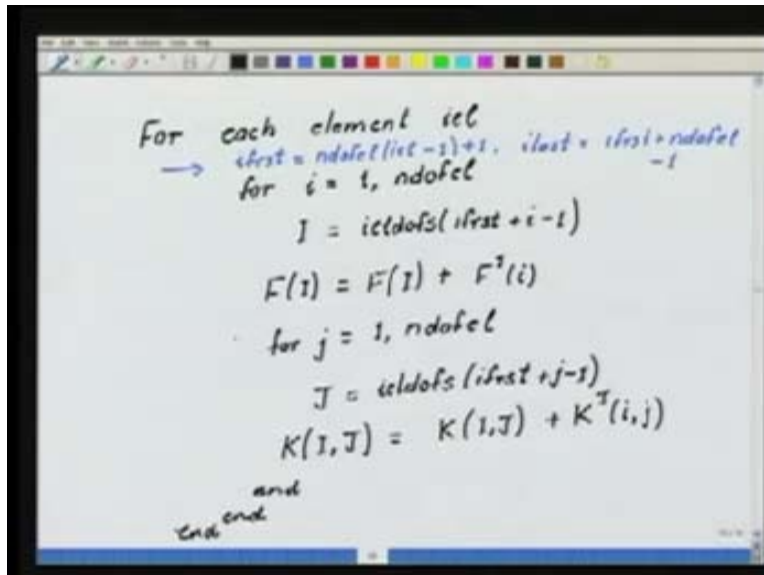 For each element iel
→ ifrst = ndofel(iel-1)+1, ilast = ifrst + ndofel
-1
for i = 1, ndofel
I = ieldofs(ifrst+i-1)
F(I) = F(I) + F^I(i)
for j = 1, ndofel
J = ieldofs(ifrst+j-1)
K(I,J) = K(I,J) + K^I(i,j)
end
end
end